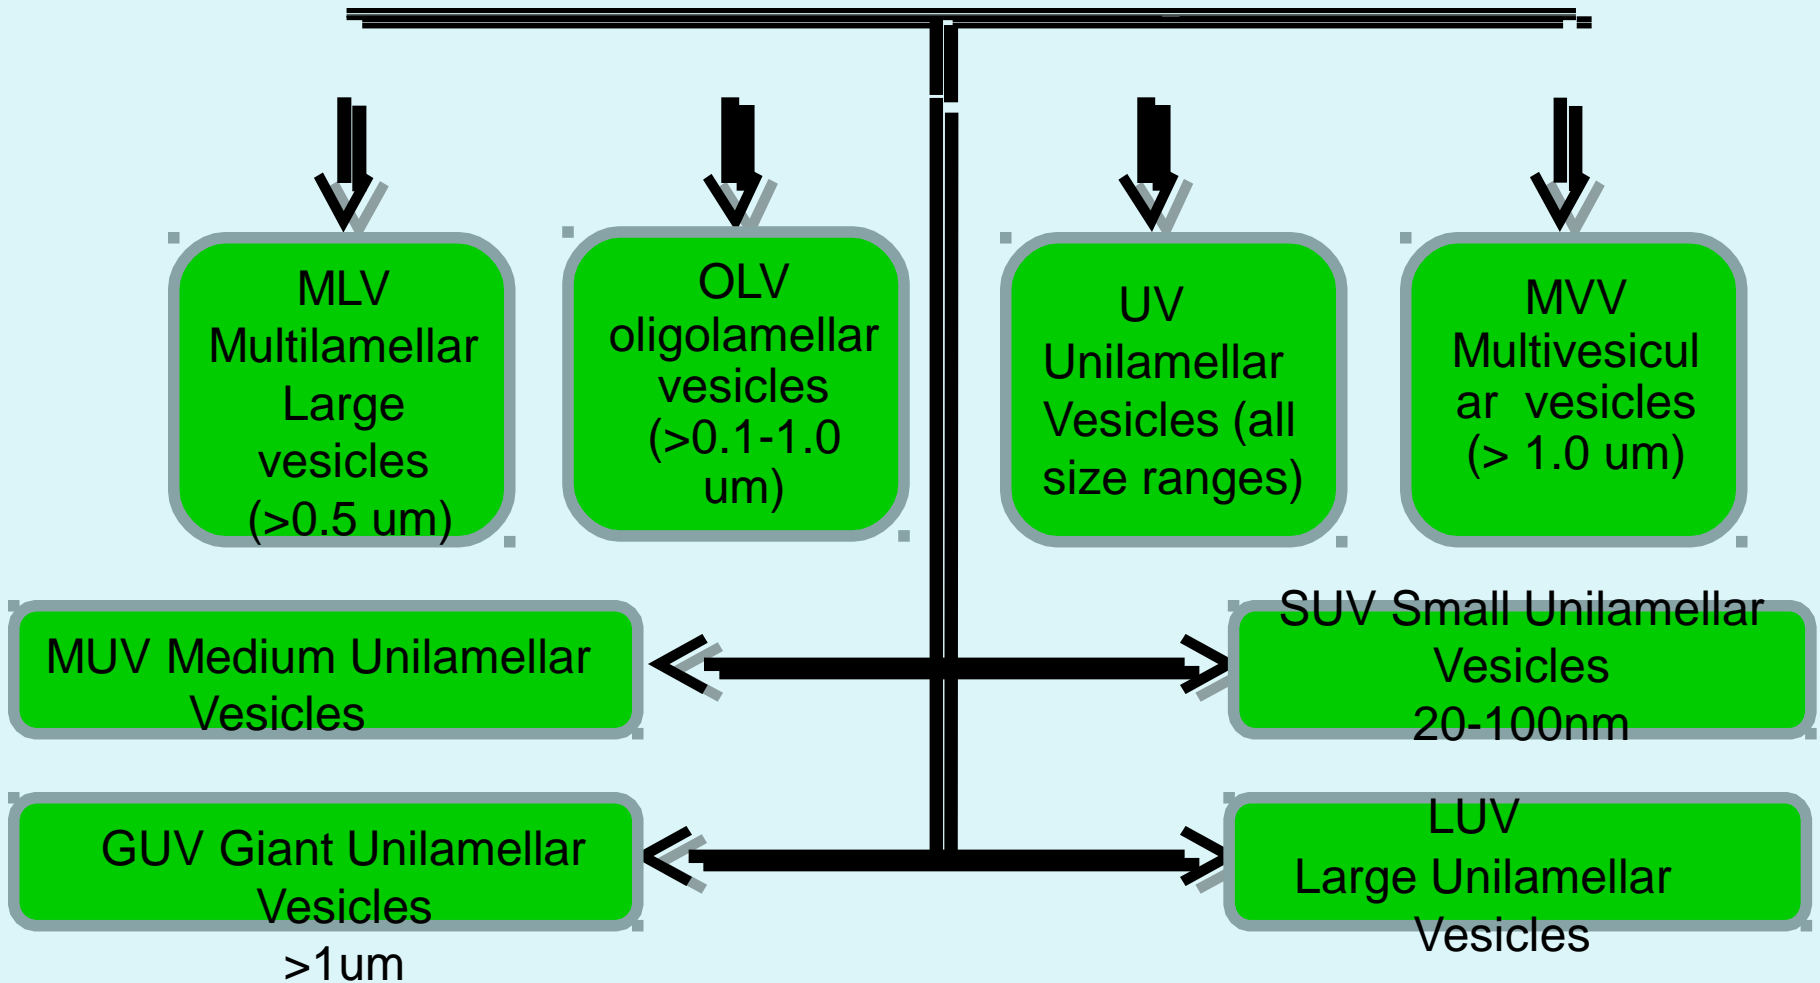 MLV
Multilamellar
Large
vesicles
(>0.5 um)
OLV
oligolamellar
vesicles
(>0.1-1.0
um)
UV
Unilamellar
Vesicles (all
size ranges)
MVV
Multivesicul
ar vesicles
(> 1.0 um)
MUV Medium Unilamellar
Vesicles
SUV Small Unilamellar
Vesicles
20-100nm
GUV Giant Unilamellar
Vesicles
>1um
LUV
Large Unilamellar
Vesicles